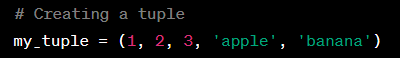 # Creating a tuple
my_tuple = (1, 2, 3, 'apple', 'banana')